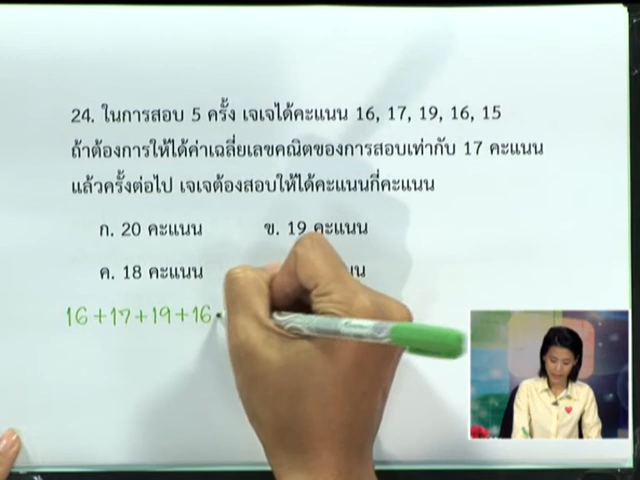 24. ในการสอบ 5 ครั้ง เจเจได้คะแนน 16, 17, 19, 16, 15
ถ้าต้องการให้ได้ค่าเฉลี่ยเลขคณิตของการสอบเท่ากับ 17 คะแนน
แล้วครั้งต่อไป เจเจต้องสอบให้ได้คะแนนกี่คะแนน
ก. 20 คะแนน ข. 19 คะแนน
ค. 18 คะแนน
16+17+19+16